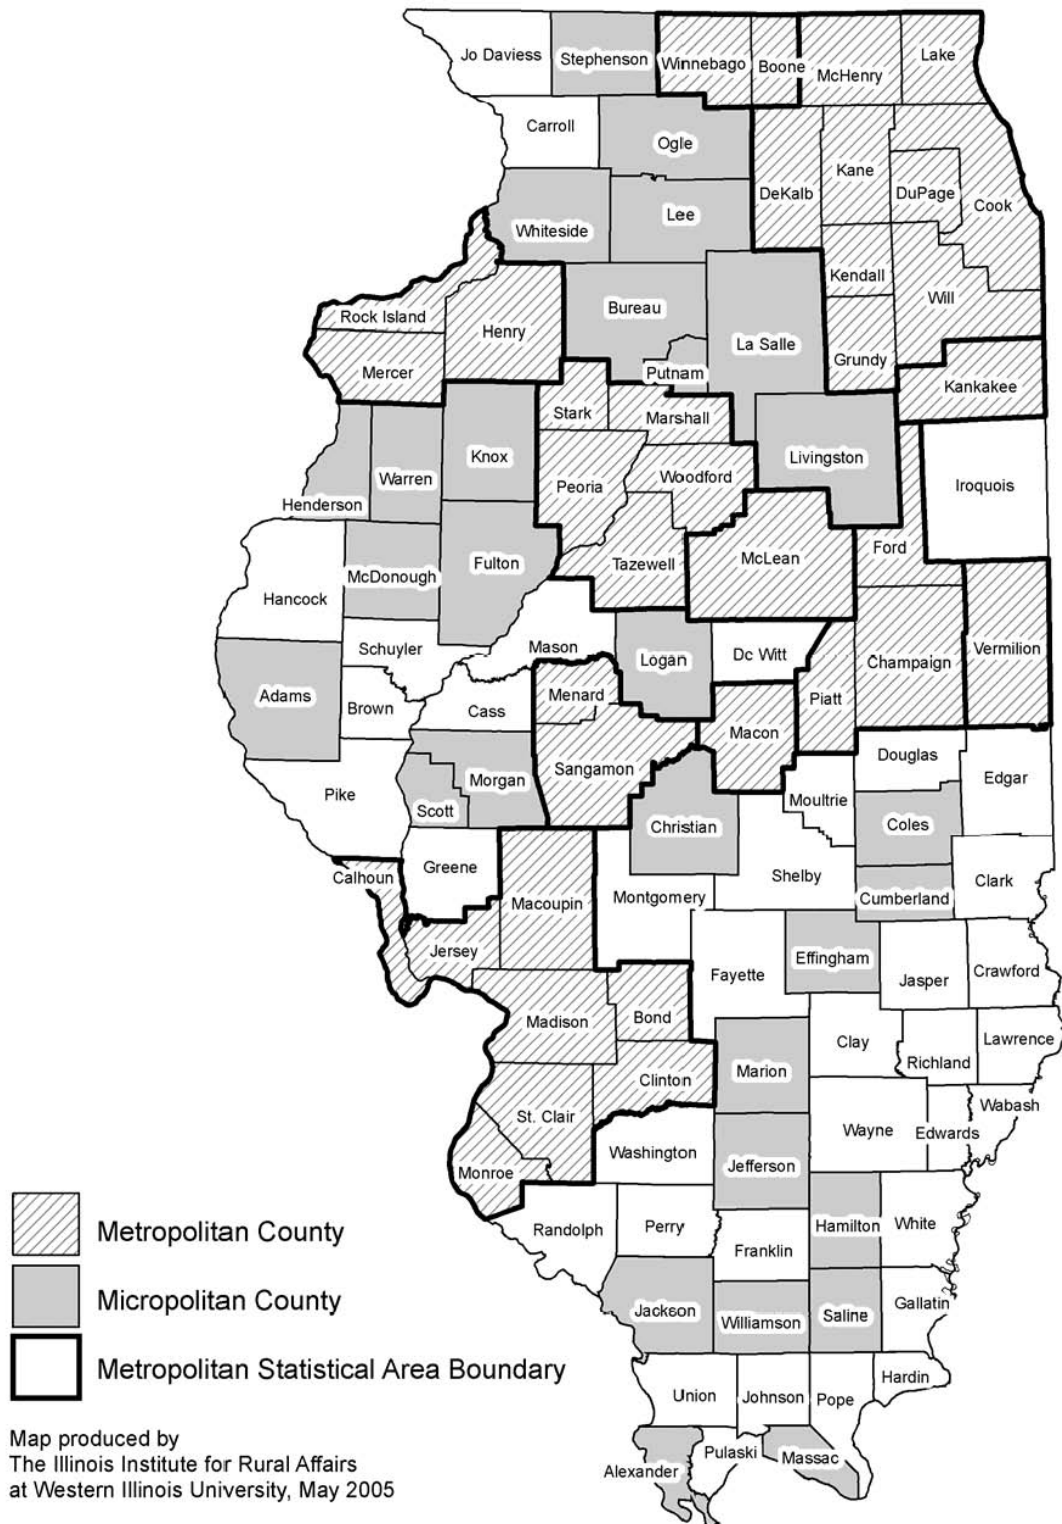 Jo Daviess
Stephenson
Winnebago
Boone
McHenry
Lake
Carroll
Ogle
DeKalb
Kane
DuPage
Cook
Whiteside
Lee
Kendall
Will
Rock Island
Henry
Bureau
La Salle
Grundy
Mercer
Putnam
Kankakee
Stark
Marshall
Knox
Livingston
Warren
Peoria
Woodford
Iroquois
Henderson
McDonough
Fulton
Tazewell
McLean
Ford
Hancock
Schuyler
Mason
Logan
Dc Witt
Champaign
Vermilion
Adams
Brown
Cass
Menard
Piatt
Macon
Pike
Scott
Morgan
Sangamon
Douglas
Edgar
Moultrie
Christian
Coles
Calhoun
Greene
Macoupin
Montgomery
Shelby
Cumberland
Clark
Jersey
Fayette
Effingham
Jasper
Crawford
Madison
Bond
Clay
Richland
Lawrence
Clinton
Marion
St. Clair
Wabash
Monroe
Washington
Jefferson
Wayne
Edwards
Randolph
Perry
Franklin
Hamilton
White
Jackson
Williamson
Saline
Gallatin
Union
Johnson
Pope
Hardin
Alexander
Pulaski
Massac
Metropolitan County
Micropolitan County
Metropolitan Statistical Area Boundary
Map produced by
The Illinois Institute for Rural Affairs
at Western Illinois University, May 2005